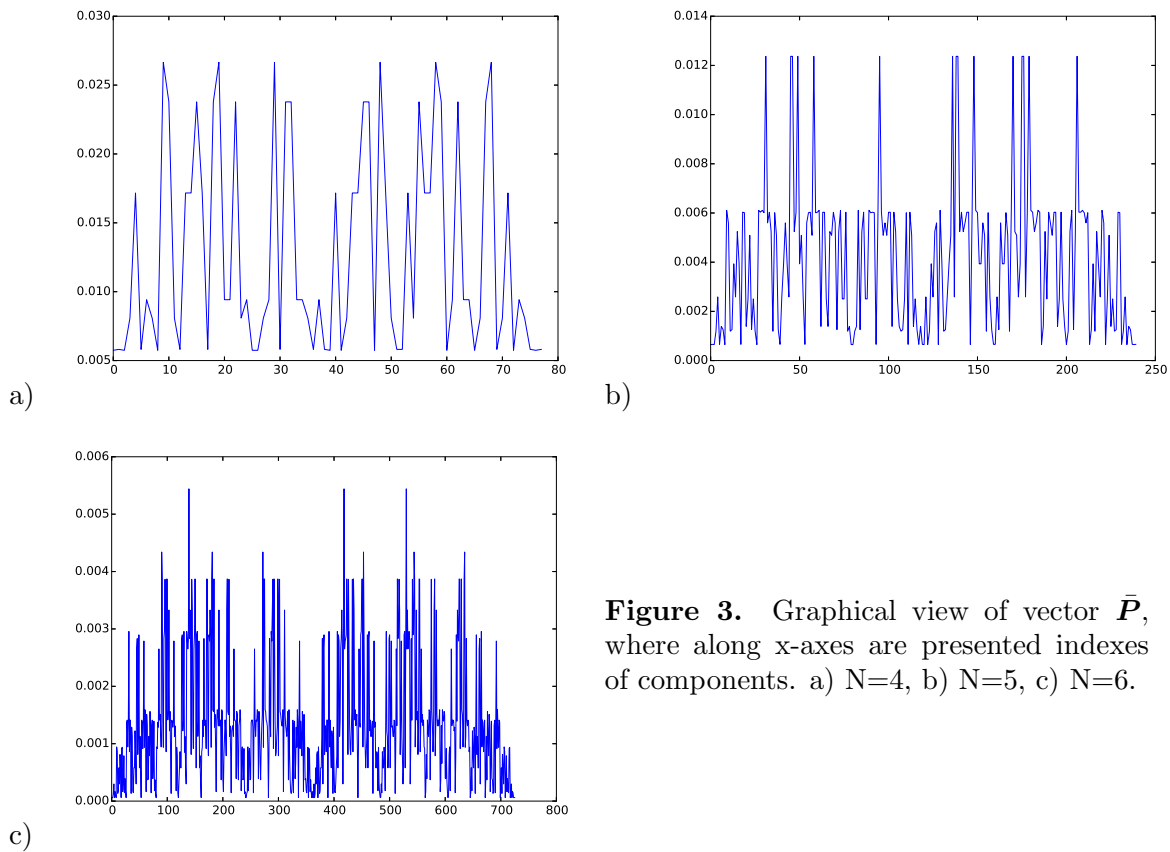 0.030
0.025
0.020
0.015
0.010
0.005
0 10 20 30 40 50 60 70 80
a)
0.014
0.012
0.010
0.008
0.006
0.004
0.002
0.000
0 50 100 150 200 250
b)
0.006
0.005
0.004
0.003
0.002
0.001
0.000
0 100 200 300 400 500 600 700 800
c)
Figure 3. Graphical view of vector P̄,
where along x-axes are presented indexes
of components. a) N=4, b) N=5, c) N=6.